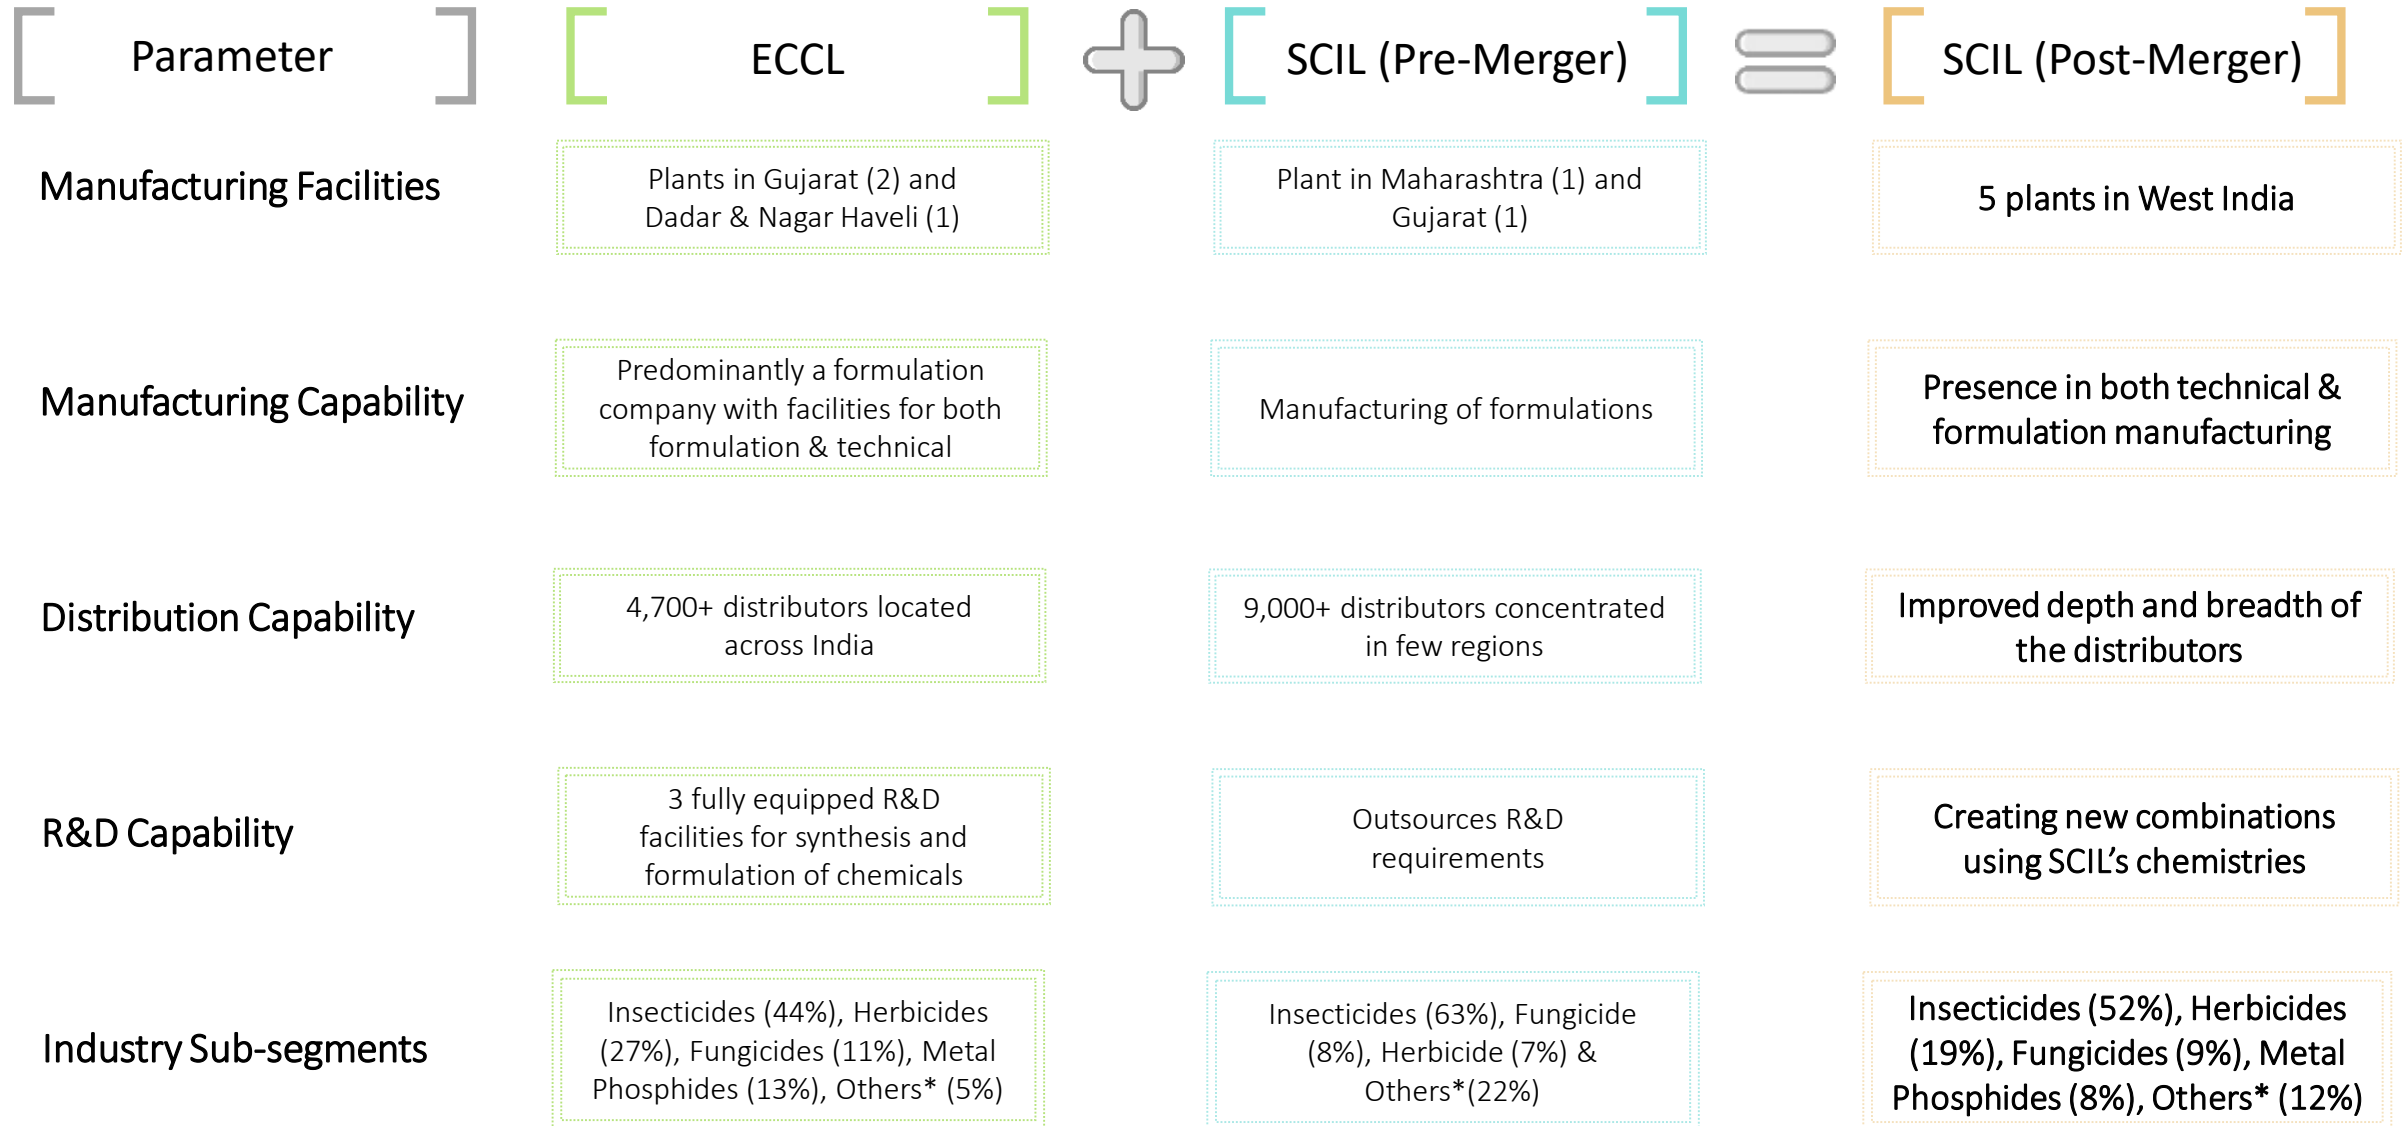 Parameter
ECCL
SCIL (Pre-Merger)
SCIL (Post-Merger)
Manufacturing Facilities
Plants in Gujarat (2) and
Dadar & Nagar Haveli (1)
Plant in Maharashtra (1) and
Gujarat (1)
5 plants in West India
Manufacturing Capability
Predominantly a formulation
company with facilities for both
formulation & technical
Manufacturing of formulations
Presence in both technical &
formulation manufacturing
Distribution Capability
4,700+ distributors located
across India
9,000+ distributors concentrated
in few regions
Improved depth and breadth of
the distributors
R&D Capability
3 fully equipped R&D
facilities for synthesis and
formulation of chemicals
Outsources R&D
requirements
Creating new combinations
using SCIL’s chemistries
Industry Sub-segments
Insecticides (44%), Herbicides
(27%), Fungicides (11%), Metal
Phosphides (13%), Others* (5%)
Insecticides (63%), Fungicide
(8%), Herbicide (7%) &
Others*(22%)
Insecticides (52%), Herbicides
(19%), Fungicides (9%), Metal
Phosphides (8%), Others* (12%)